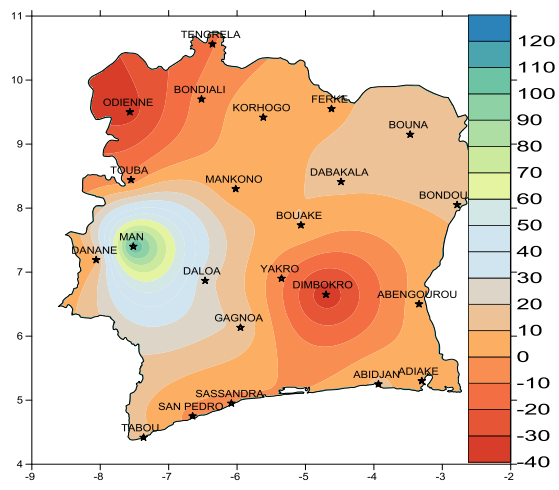 TENGRELA
11
120
10
BONDIALI
ODIENNE
KORHOGO
FERKE
110
100
90
9
BOUNA
80
TOUBA
DABAKALA
70
MANKONO
BONDOU
60
8
BOUAKE
50
MAN
DANANE
40
7
DALOA
YAKRO
DIMBOKRO
ABENGOUROU
30
20
6
GAGNOA
10
0
ABIDJAN
ADIAKE
-10
5
SASSANDRA
SAN PEDRO
-20
TABOU
-30
4
-40
-9 -8 -7 -6 -5 -4 -3 -2